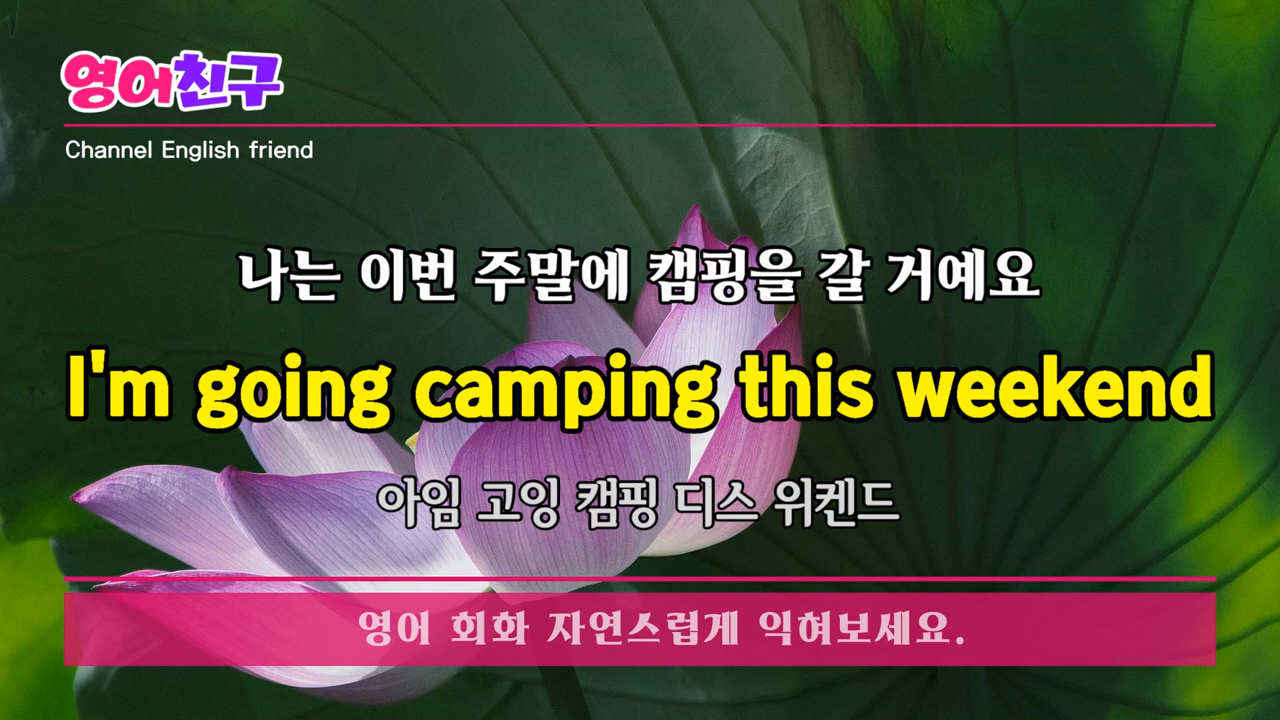 영어친구
Channel English friend
나는 이번 주말에 캠핑을 갈 거예요
I'm going camping this weekend
아임 고잉 캠핑 디스 위켄드
영어 회화 자연스럽게 익혀보세요.